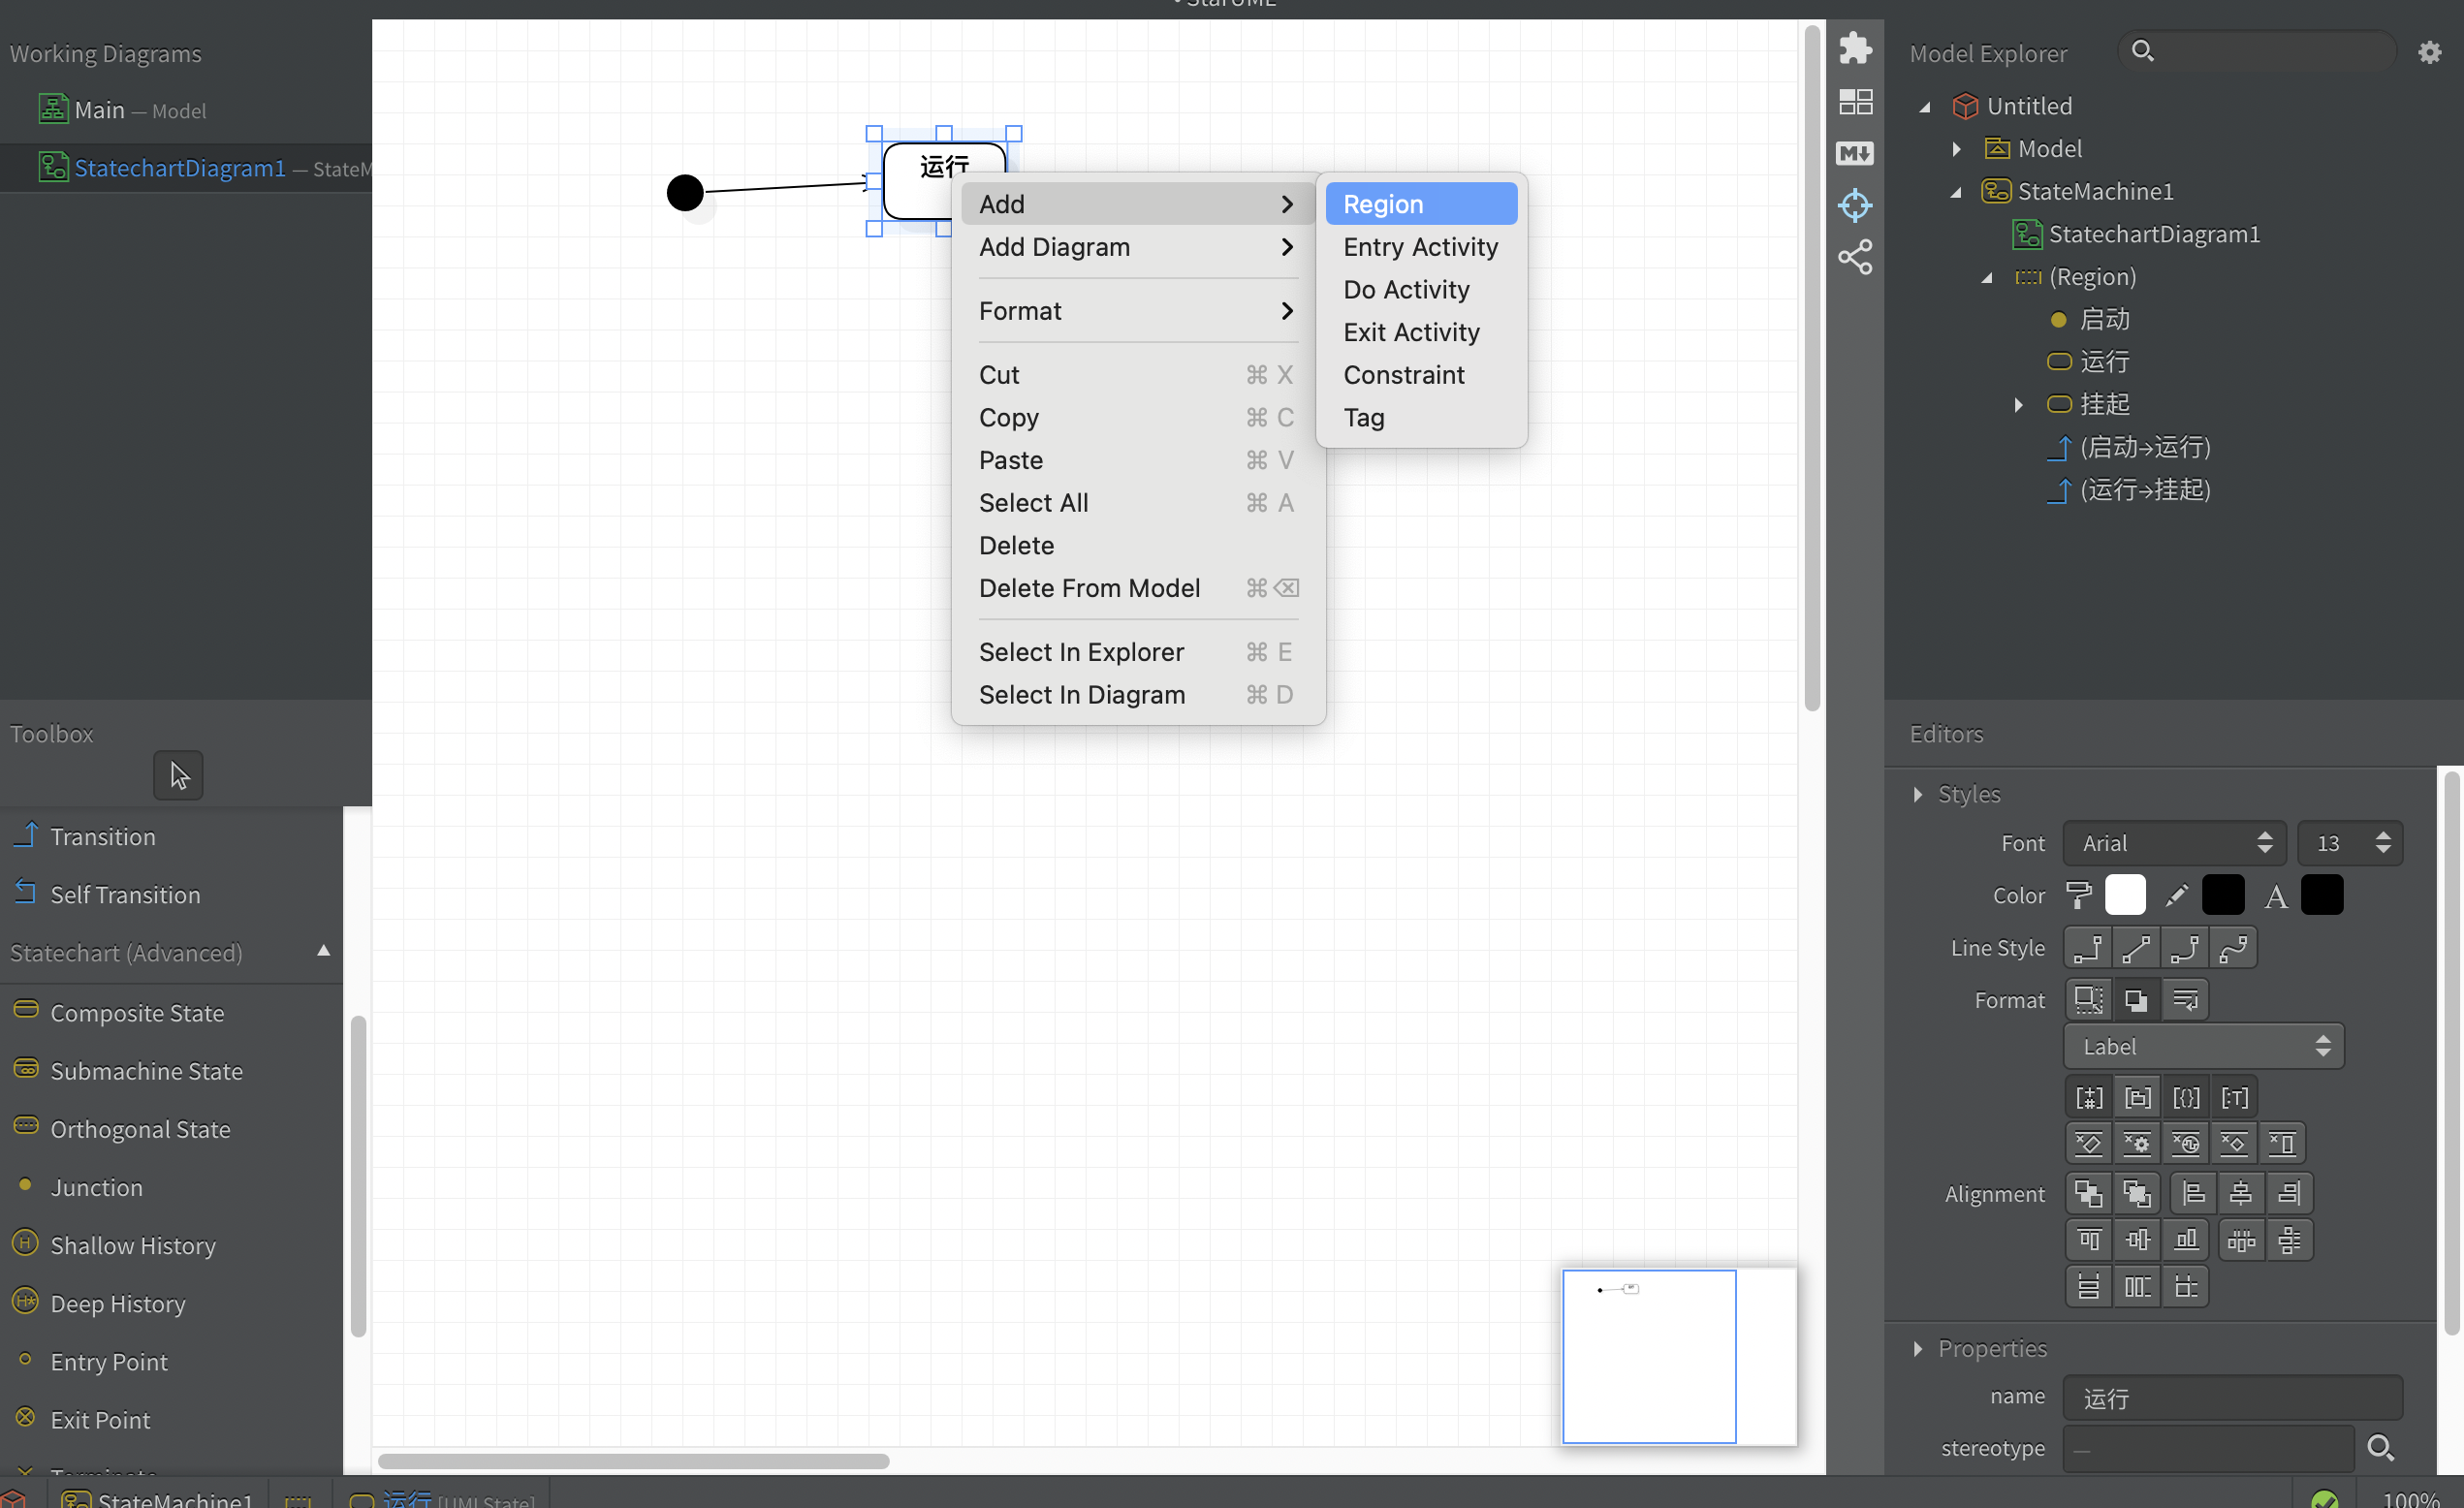 • StarUML
Working Diagrams
Main — Model
StatechartDiagram1 — StateM
Toolbox
Transition
Self Transition
Statechart (Advanced)
Composite State
Submachine State
Orthogonal State
Junction
Shallow History
Deep History
Entry Point
Exit Point
Terminate
运行
Add
Add Diagram
Format
Cut ⌘ X
Copy ⌘ C
Paste ⌘ V
Select All ⌘ A
Delete
Delete From Model ⌘⌫
Select In Explorer ⌘ E
Select In Diagram ⌘ D
Region
Entry Activity
Do Activity
Exit Activity
Constraint
Tag
Model Explorer
Untitled
Model
StateMachine1
StatechartDiagram1
(Region)
启动
运行
挂起
(启动→运行)
(运行→挂起)
Editors
Styles
Font Arial 13
Color A
Line Style
Format
Label
Alignment
Properties
name 运行
stereotype —
StateMachine1 运行 [UMLState] 100%